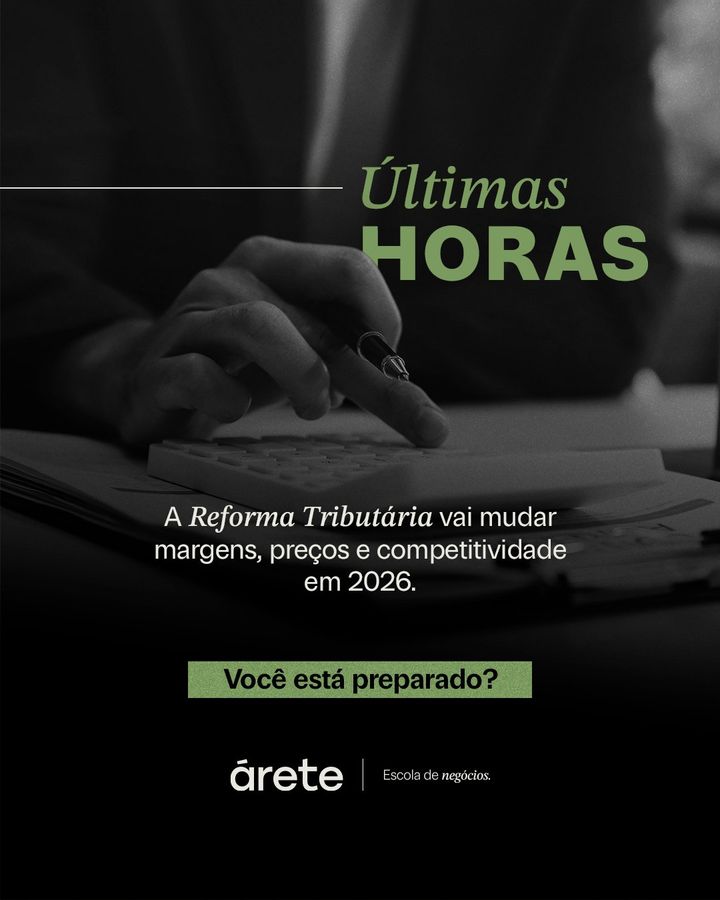 Últimas
HORAS
A Reforma Tributária vai mudar
margens, preços e competitividade
em 2026.
Você está preparado?
árete
Escola de negócios.